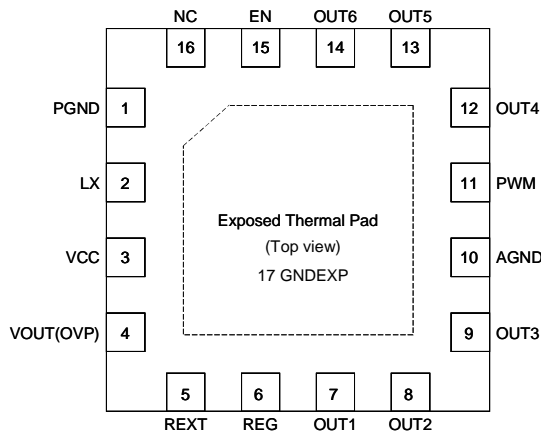 NC EN OUT6 OUT5
16 15 14 13
PGND 1 12 OUT4
LX 2 11 PWM
Exposed Thermal Pad
(Top view)
17 GNDEXP
VCC 3 10 AGND
VOUT(OVP) 4 9 OUT3
5 6 7 8
REXT REG OUT1 OUT2